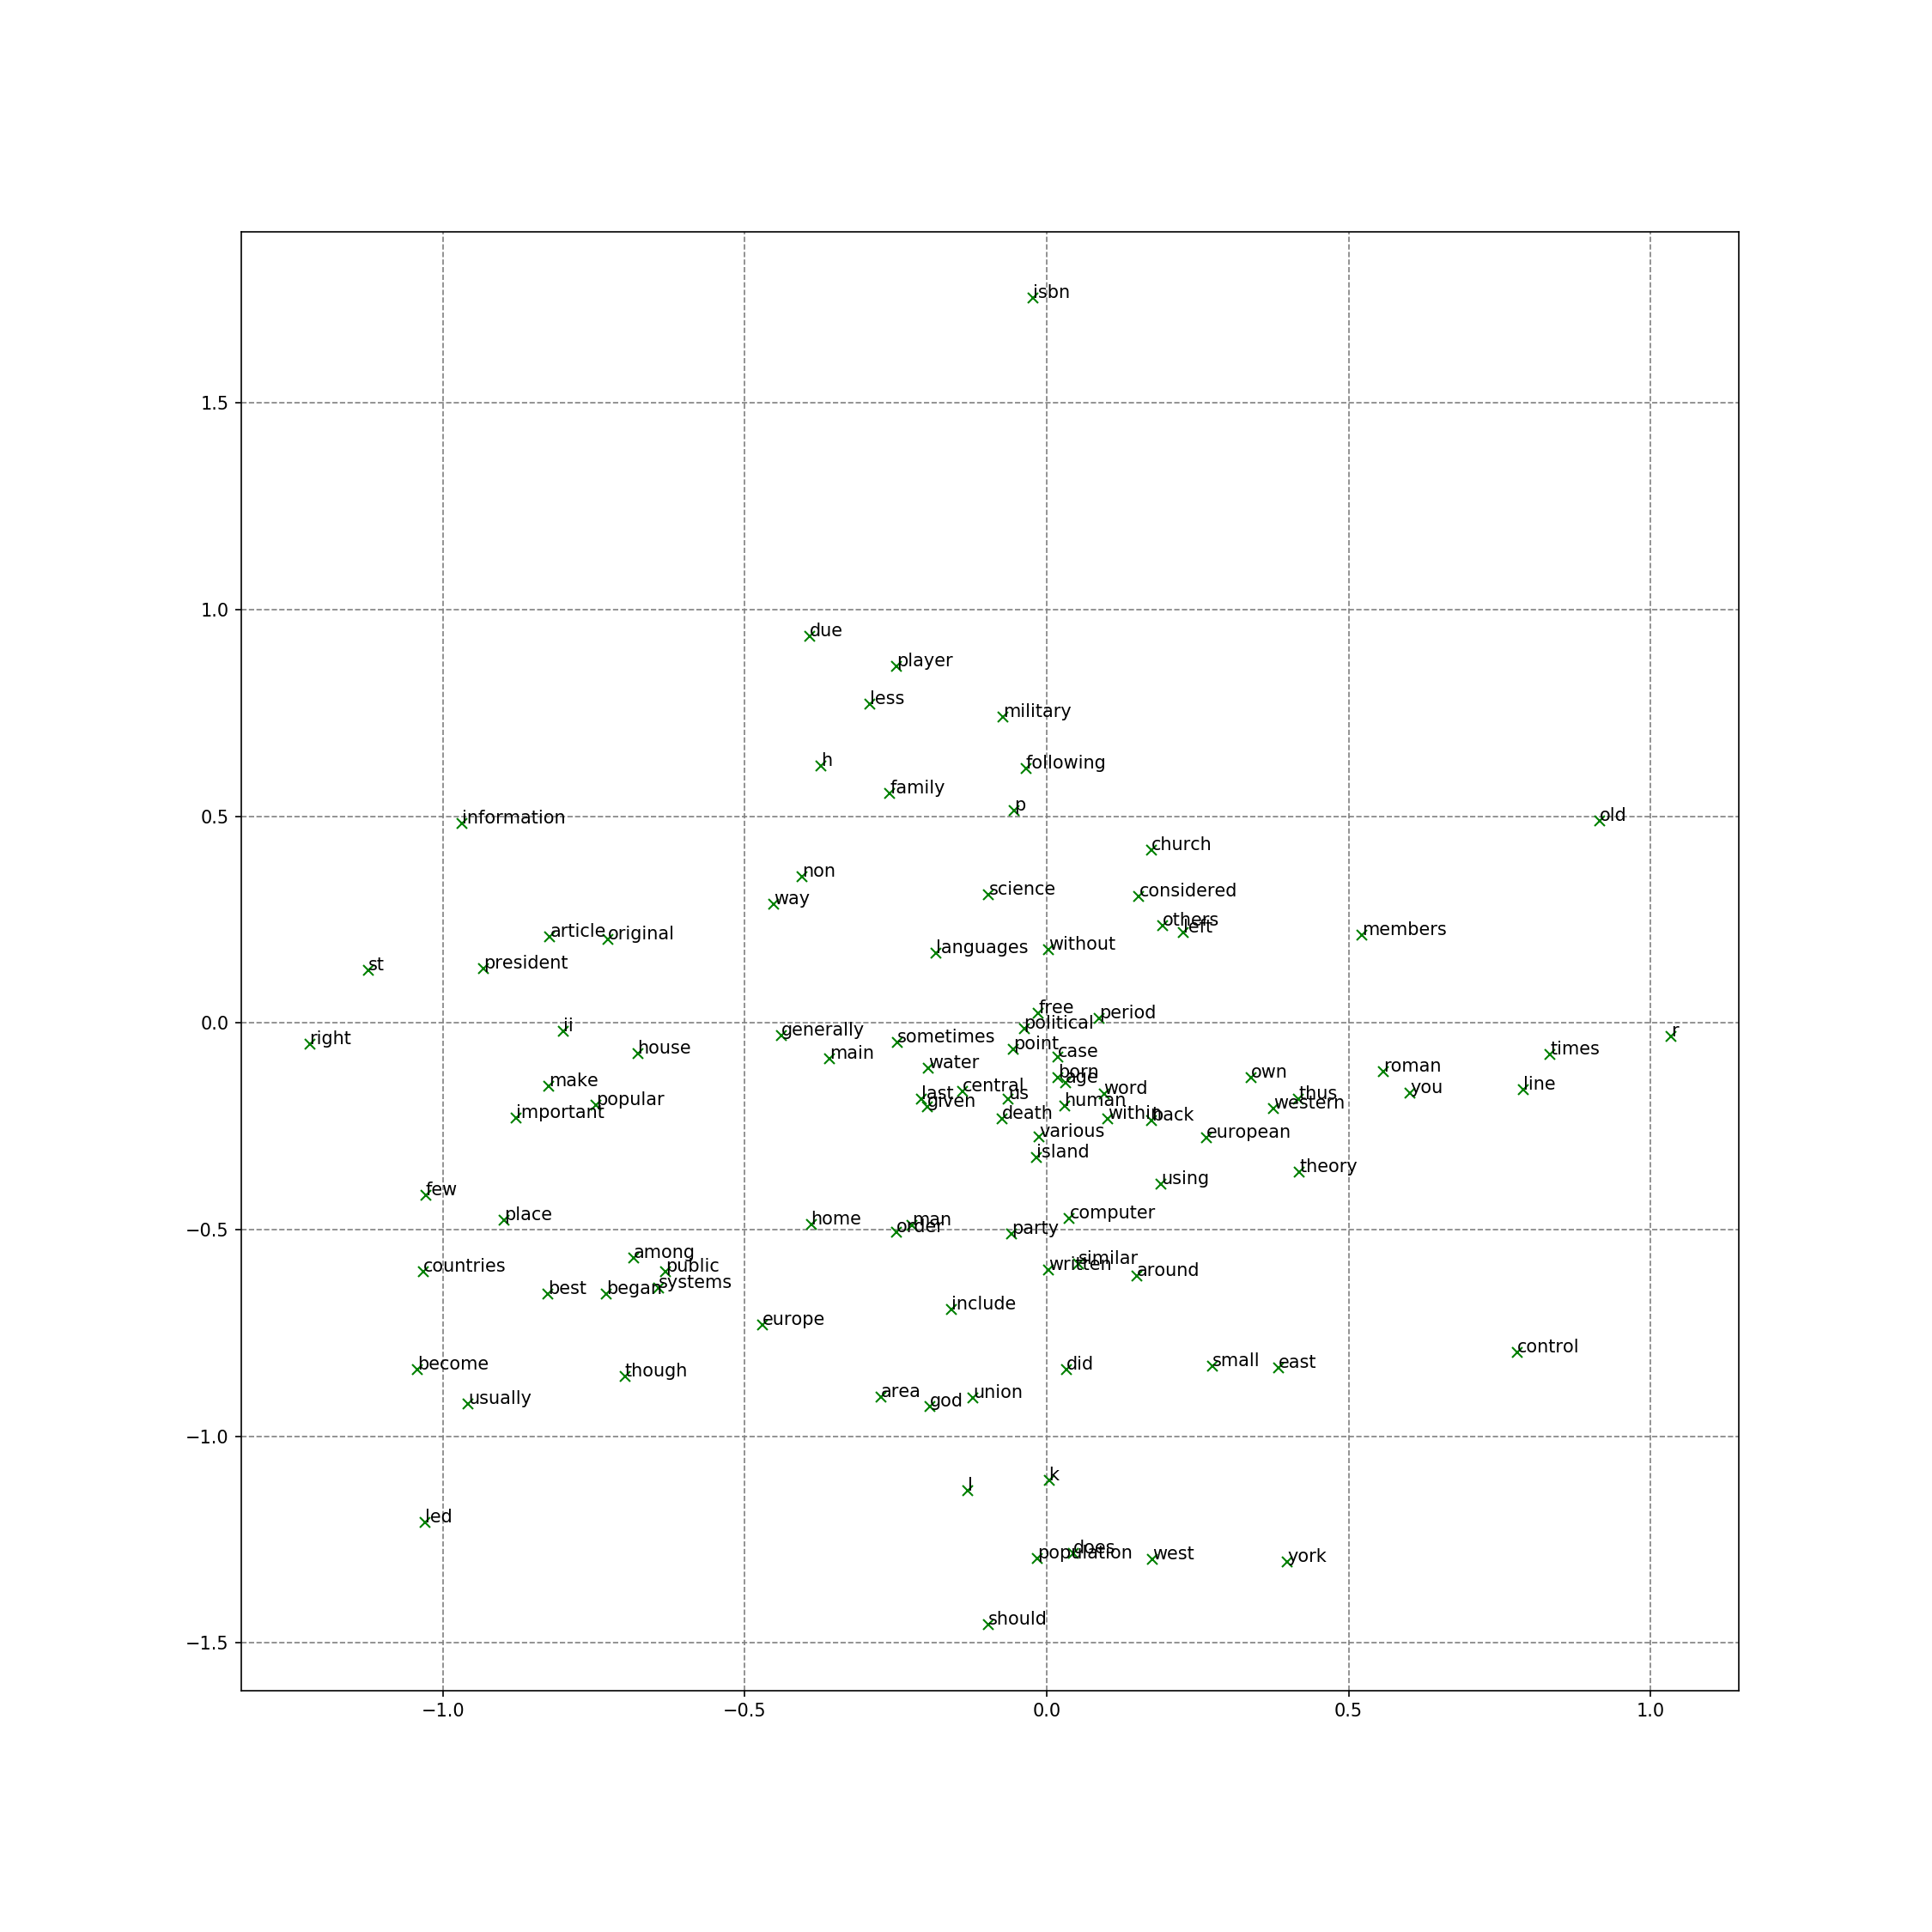 isbn
1.5
1.0
due
player
less
military
h
following
family
p
information
0.5
old
church
non
science
considered
way
others
left
members
article
original
languages
without
st
president
free
period
0.0
ii
political
generally
sometimes
point
right
house
main
case
r
times
water
born
age
own
roman
make
central
word
you
line
last
given
us
human
thus
western
popular
important
death
within
back
various
european
island
theory
using
few
place
home
man
order
computer
−0.5
party
among
public
written
similar
around
countries
systems
best
began
include
europe
control
become
though
did
small
east
usually
area
god
union
−1.0
k
led
population
does
west
york
should
−1.5
−1.0
−0.5
0.0
0.5
1.0